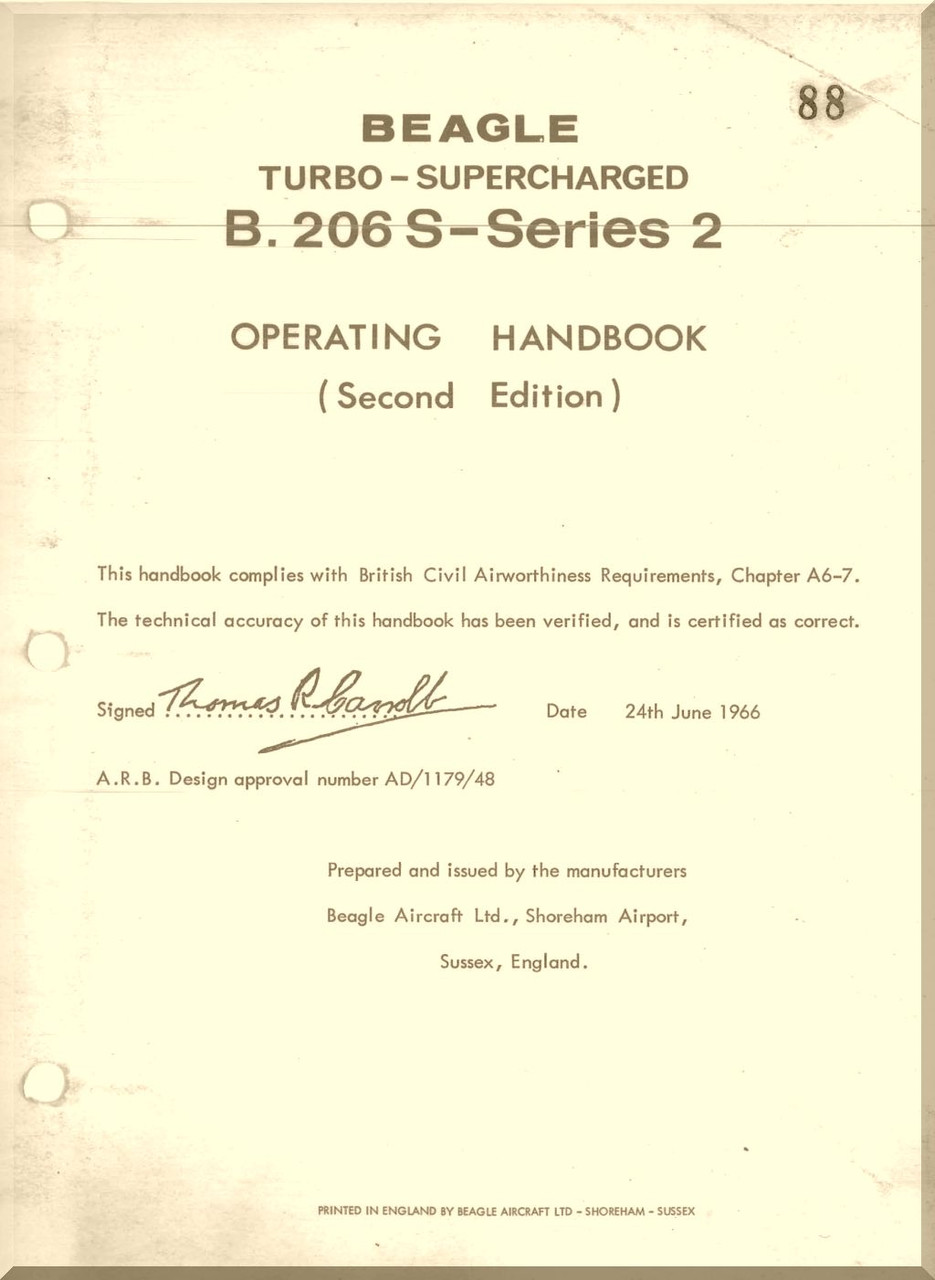 88
BEAGLE
TURBO - SUPERCHARGED
B. 206 S-Series 2
OPERATING HANDBOOK
(Second Edition)
This handbook complies with British Civil Airworthiness Requirements, Chapter A6-7.
The technical accuracy of this handbook has been verified, and is certified as correct.
Signed Thomas R Date 24th June 1966
A.R.B. Design approval number AD/1179/48
Prepared and issued by the manufacturers
Beagle Aircraft Ltd., Shoreham Airport,
Sussex, England.
PRINTED IN ENGLAND BY BEAGLE AIRCRAFT LTD - SHOREHAM - SUSSEX